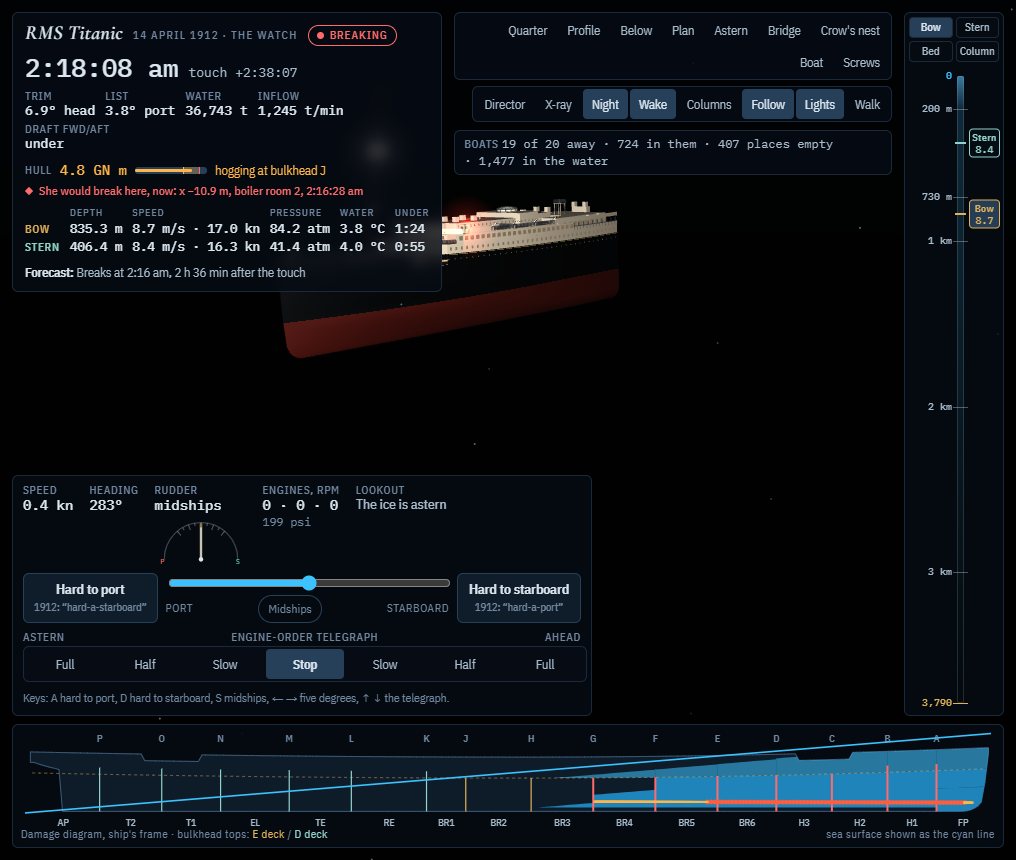 RMS Titanic 14 APRIL 1912 · THE WATCH ● BREAKING
2:18:08 am touch +2:38:07
TRIM LIST WATER INFLOW
6.9° head 3.8° port 36,743 t 1,245 t/min
DRAFT FWD/AFT
under
HULL 4.8 GN m hogging at bulkhead J
◆ She would break here, now: x −10.9 m, boiler room 2, 2:16:28 am
DEPTH SPEED PRESSURE WATER UNDER
BOW 835.3 m 8.7 m/s · 17.0 kn 84.2 atm 3.8 °C 1:24
STERN 406.4 m 8.4 m/s · 16.3 kn 41.4 atm 4.0 °C 0:55
Forecast: Breaks at 2:16 am, 2 h 36 min after the touch
Quarter Profile Below Plan Astern Bridge Crow's nest
Boat Screws
Director X-ray Night Wake Columns Follow Lights Walk
BOATS 19 of 20 away · 724 in them · 407 places empty
· 1,477 in the water
Bow Stern
Bed Column
0
200 m
Stern
8.4
730 m
Bow
8.7
1 km
2 km
3 km
3,790
SPEED HEADING RUDDER ENGINES, RPM LOOKOUT
0.4 kn 283° midships 0 · 0 · 0 The ice is astern
199 psi
P S
Hard to port
1912: “hard-a-starboard”
PORT Midships STARBOARD
Hard to starboard
1912: “hard-a-port”
ASTERN ENGINE-ORDER TELEGRAPH AHEAD
Full Half Slow Stop Slow Half Full
Keys: A hard to port, D hard to starboard, S midships, ← → five degrees, ↑ ↓ the telegraph.
P O N M L K J H G F E D C B A
AP T2 T1 EL TE RE BR1 BR2 BR3 BR4 BR5 BR6 H3 H2 H1 FP
Damage diagram, ship's frame · bulkhead tops: E deck / D deck
sea surface shown as the cyan line